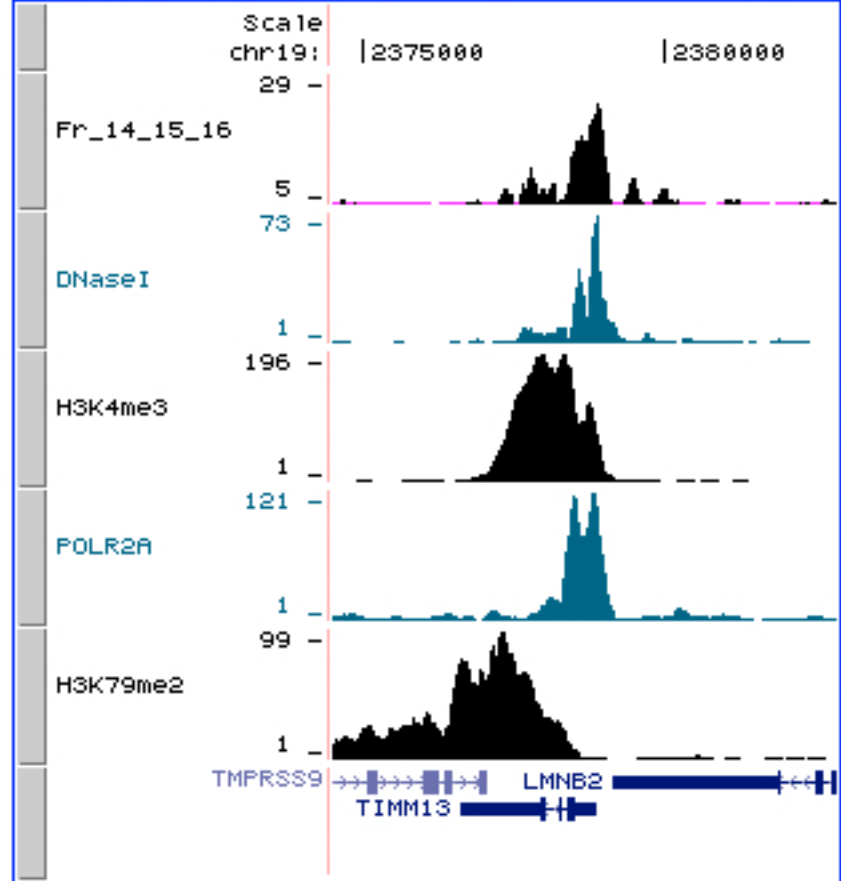 Scale
chr19: |2375000 |2380000
29 -
Fr_14_15_16
5 -
73 -
DNaseI
1 -
196 -
H3K4me3
1 -
121 -
POLR2A
1 -
99 -
H3K79me2
1 -
TMPRSS9 LMNB2
TIMM13